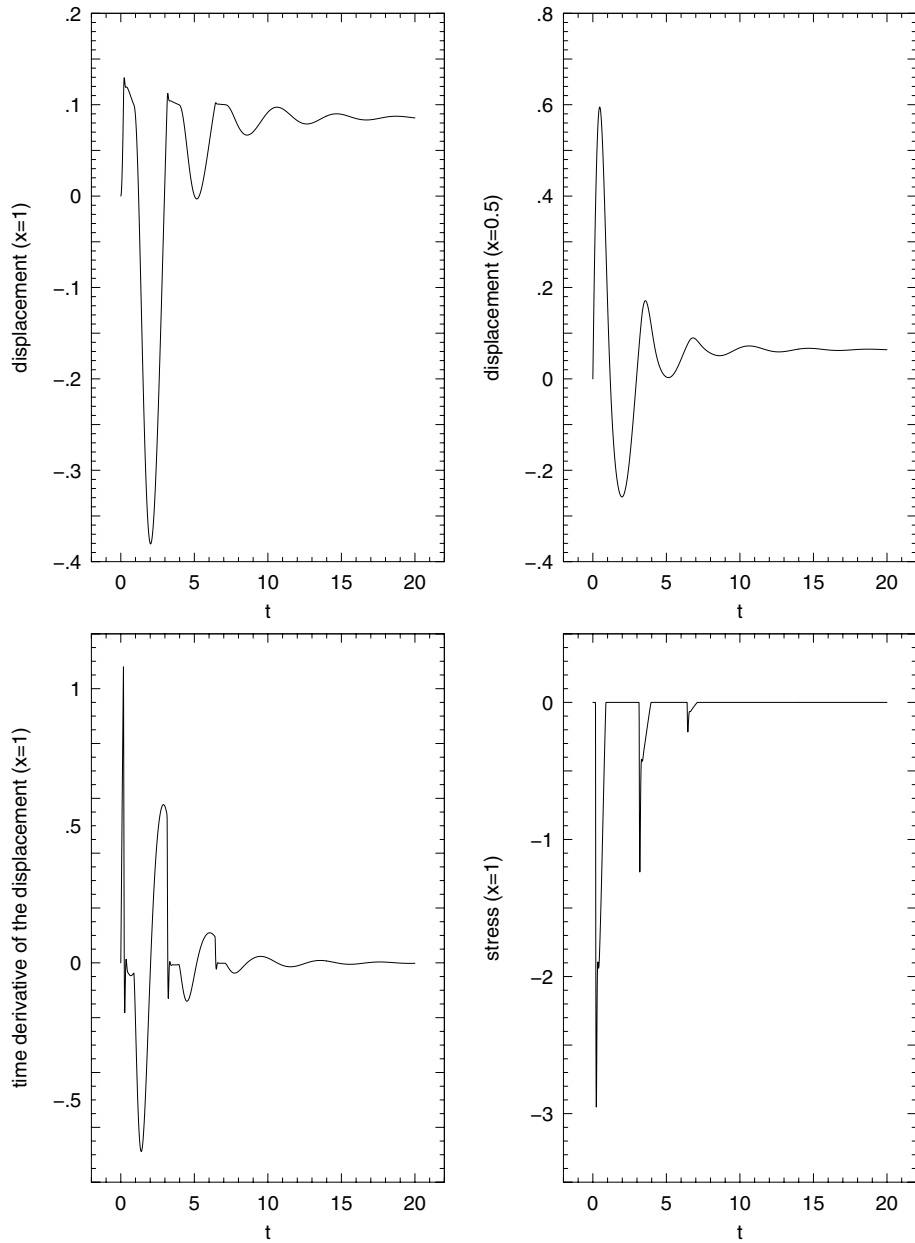 .2
.1
0
–.1
–.2
–.3
–.4
displacement (x=1)
0 5 10 15 20
t
.8
.6
.4
.2
0
–.2
–.4
displacement (x=0.5)
0 5 10 15 20
t
1
.5
0
–.5
time derivative of the displacement (x=1)
0 5 10 15 20
t
0
–1
–2
–3
stress (x=1)
0 5 10 15 20
t